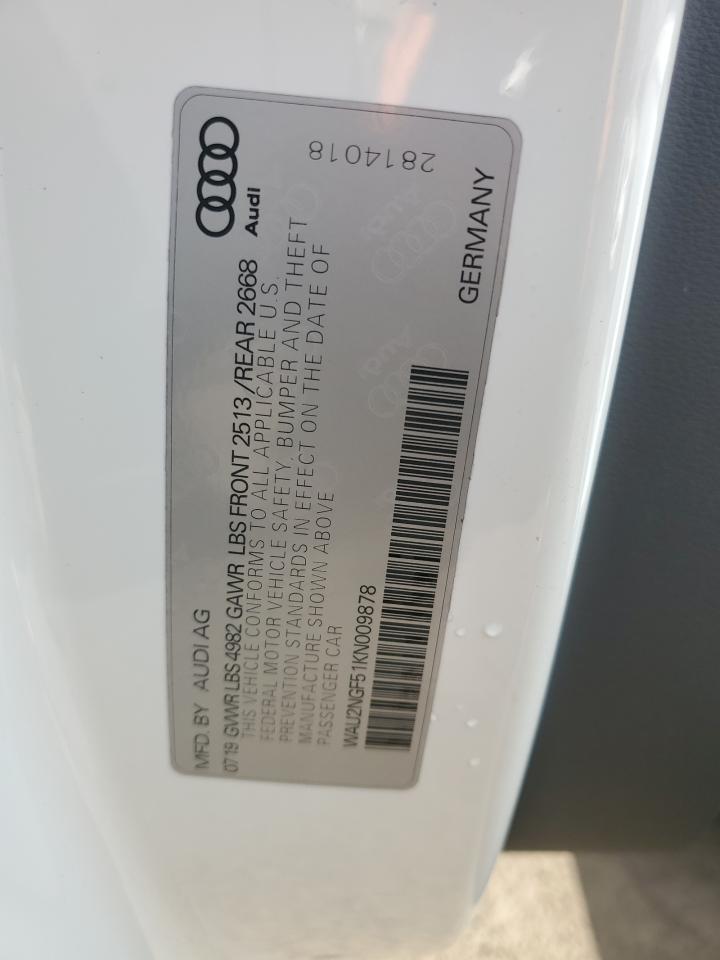 MFD. BY AUDI AG
07 19 GVWR LBS 4982 GAWR LBS FRONT 2513 /REAR 2668
THIS VEHICLE CONFORMS TO ALL APPLICABLE U.S.
FEDERAL MOTOR VEHICLE SAFETY, BUMPER AND THEFT
PREVENTION STANDARDS IN EFFECT ON THE DATE OF
MANUFACTURE SHOWN ABOVE
PASSENGER CAR
WAU2NGF51KN009878
Audi
2814018
GERMANY
Audi
Audi